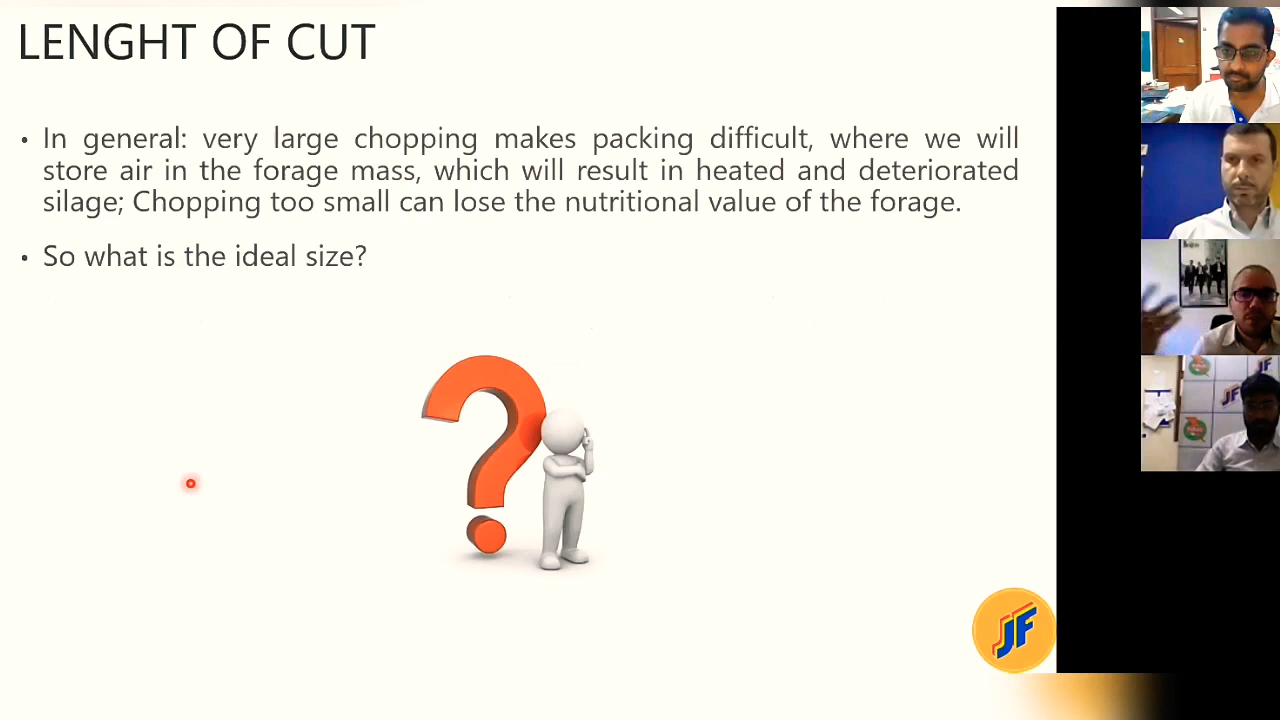 LENGHT OF CUT
• In general: very large chopping makes packing difficult, where we will
store air in the forage mass, which will result in heated and deteriorated
silage; Chopping too small can lose the nutritional value of the forage.
• So what is the ideal size?
JF
JF
JF